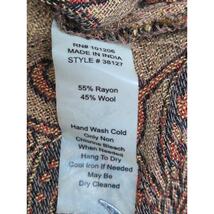 RN# 101206
MADE IN INDIA
STYLE # 38127
55% Rayon
45% Wool
Hand Wash Cold
Only Non
Chlorine Bleach
When Needed
Hang To Dry
Cool Iron If Needed
May Be
Dry Cleaned